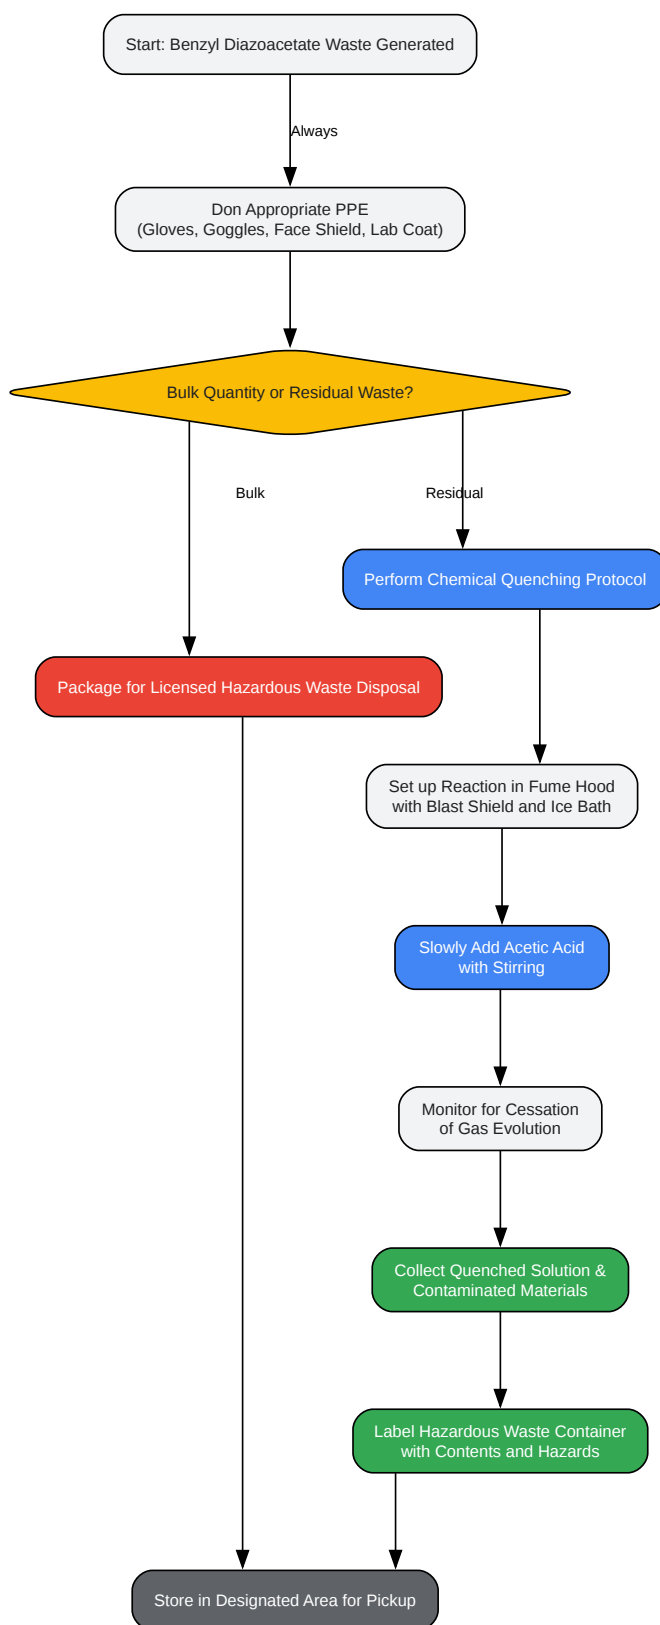 Start: Benzyl Diazoacetate Waste Generated
Always
Don Appropriate PPE
(Gloves, Goggles, Face Shield, Lab Coat)
Bulk Quantity or Residual Waste?
Bulk
Residual
Perform Chemical Quenching Protocol
Package for Licensed Hazardous Waste Disposal
Set up Reaction in Fume Hood
with Blast Shield and Ice Bath
Slowly Add Acetic Acid
with Stirring
Monitor for Cessation
of Gas Evolution
Collect Quenched Solution &
Contaminated Materials
Label Hazardous Waste Container
with Contents and Hazards
Store in Designated Area for Pickup